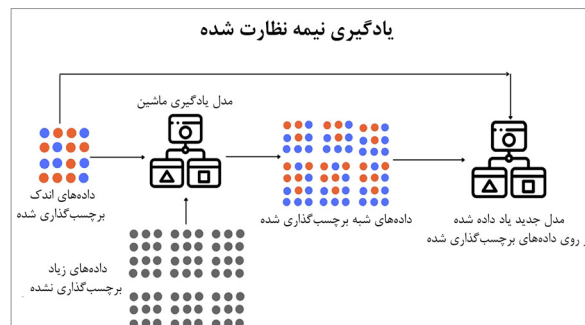 یادگیری نیمه نظارت شده
مدل یادگیری ماشین
داده‌های اندک
برچسب‌گذاری شده
داده‌های شبه برچسب‌گذاری شده
مدل جدید یاد داده شده
ر روی داده‌های برچسب‌گذاری شده
داده‌های زیاد
برچسب‌گذاری نشده